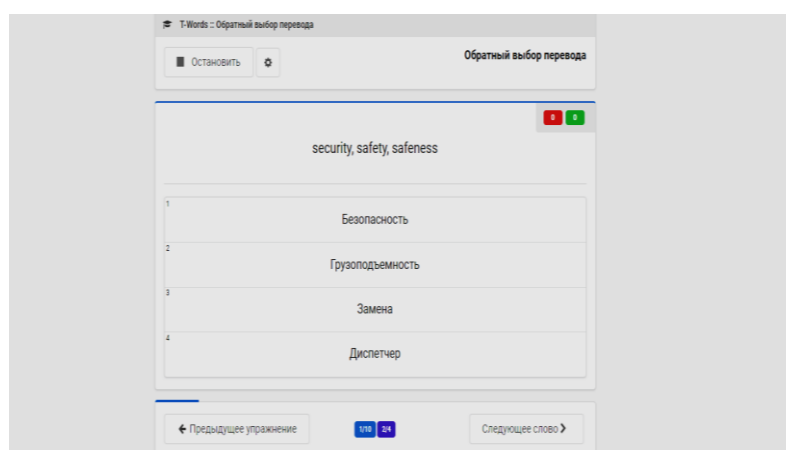 T-Words :: Обратный выбор перевода
Остановить
Обратный выбор перевода
0 0
security, safety, safeness
1
Безопасность
2
Грузоподъемность
3
Замена
4
Диспетчер
Предыдущее упражнение 1/10 2/4 Следующее слово